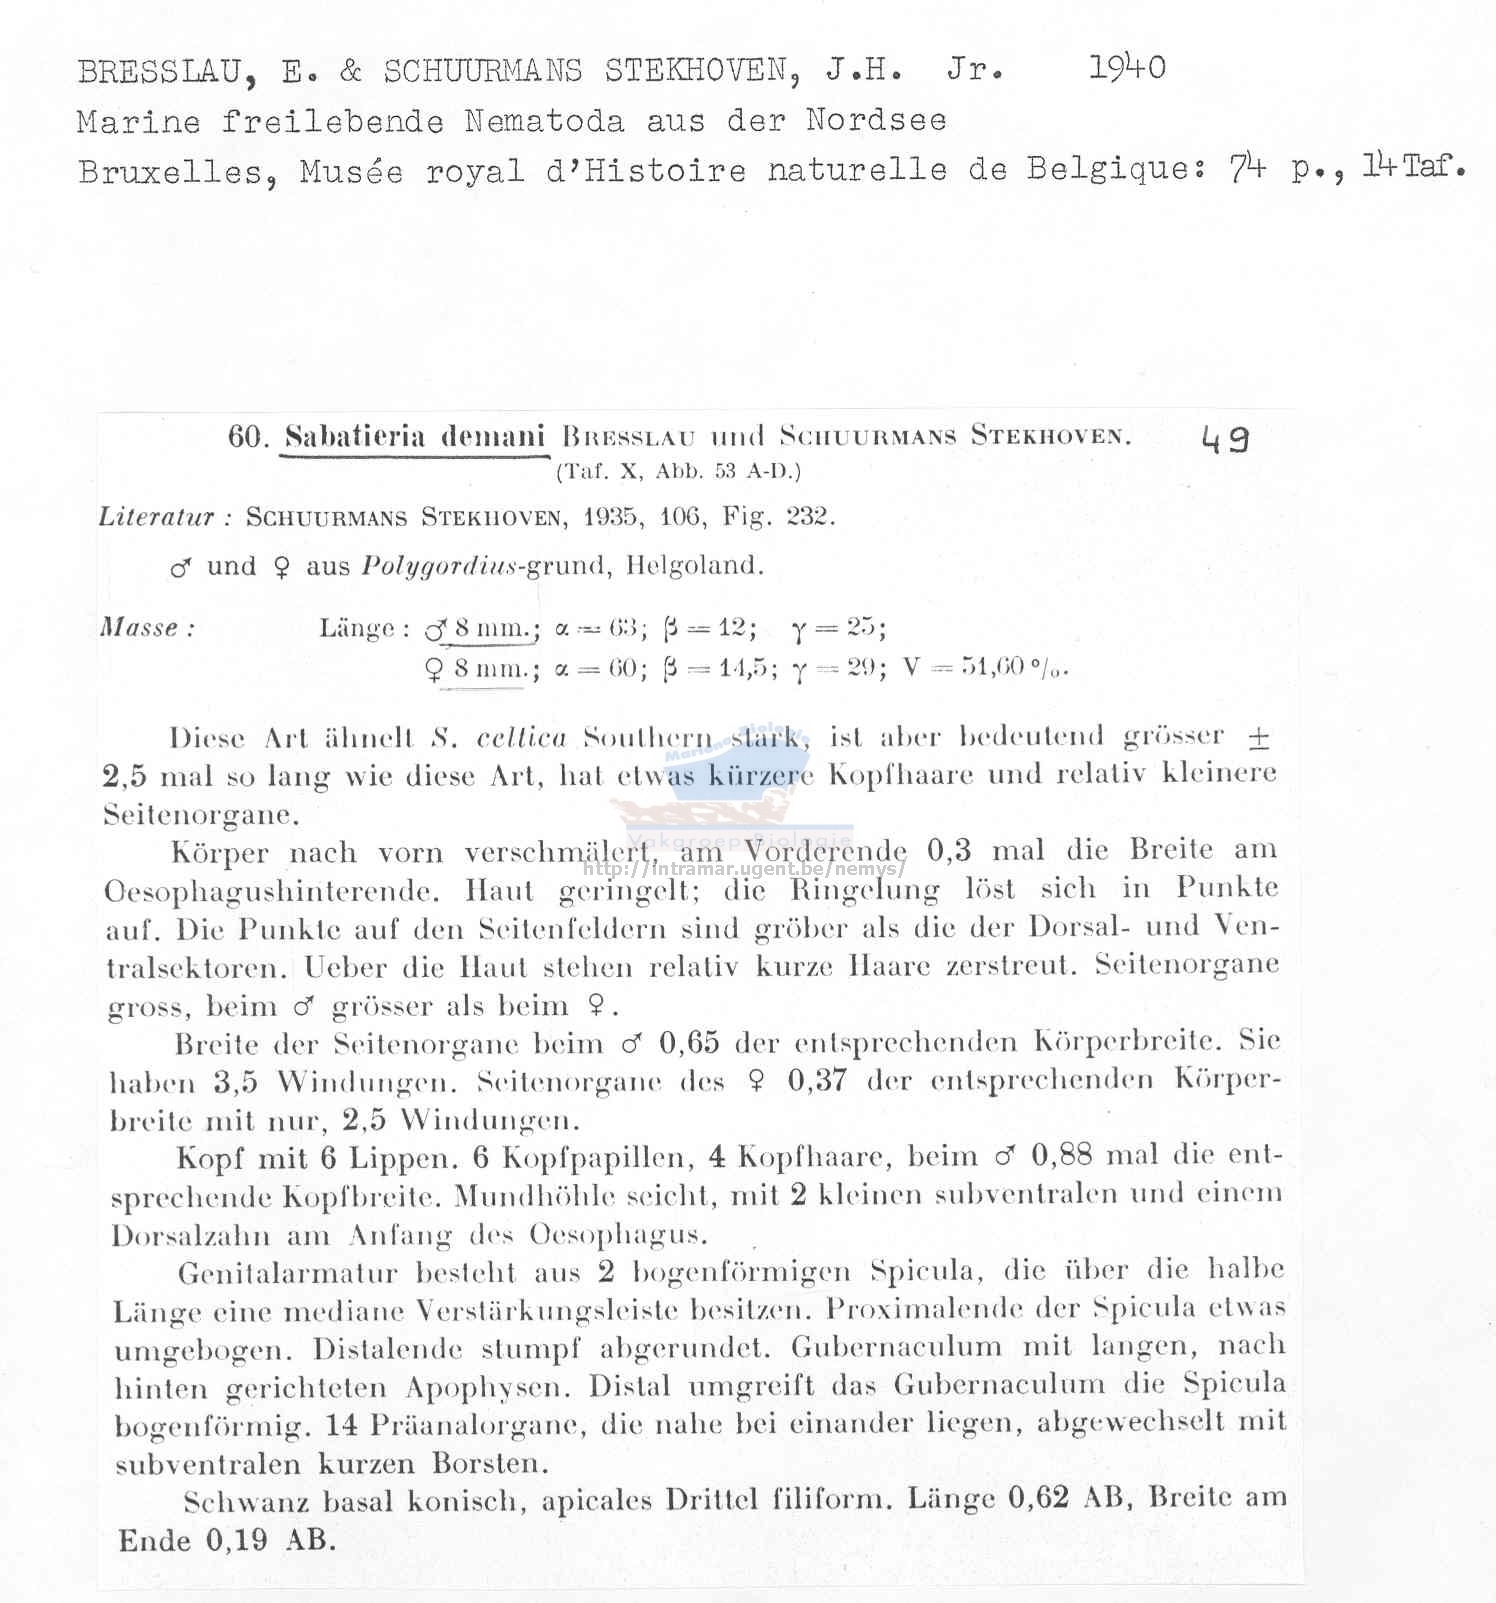 BRESSLAU, E. & SCHUURMANS STEKHOVEN, J.H. Jr. 1940
Marine freilebende Nematoda aus der Nordsee
Bruxelles, Musée royal d'Histoire naturelle de Belgique: 74 p., 14Taf.
60. Sabatieria demani BRESSLAU und SCHUURMANS STEKHOVEN. 49
(Taf. X, Abb. 53 A-D.)
Literatur : SCHUURMANS STEKHOVEN, 1935, 106, Fig. 232.
♂ und ♀ aus Polygordius-grund, Helgoland.
Masse : Länge : ♂ 8 mm.; α = 63; β = 12; γ = 25;
♀ 8 mm.; α = 60; β = 14,5; γ = 29; V = 51,60 %.
Diese Art ähnelt S. celtica Southern stark, ist aber bedeutend grösser ±
2,5 mal so lang wie diese Art, hat etwas kürzere Kopfhaare und relativ kleinere
Seitenorgane.
Körper nach vorn verschmälert, am Vorderende 0,3 mal die Breite am
Oesophagushinterende. Haut geringelt; die Ringelung löst sich in Punkte
auf. Die Punkte auf den Seitenfeldern sind gröber als die der Dorsal- und Ven-
tralsektoren. Ueber die Haut stehen relativ kurze Haare zerstreut. Seitenorgane
gross, beim ♂ grösser als beim ♀.
Breite der Seitenorgane beim ♂ 0,65 der entsprechenden Körperbreite. Sie
haben 3,5 Windungen. Seitenorgane des ♀ 0,37 der entsprechenden Körper-
breite mit nur, 2,5 Windungen.
Kopf mit 6 Lippen. 6 Kopfpapillen, 4 Kopfhaare, beim ♂ 0,88 mal die ent-
sprechende Kopfbreite. Mundhöhle seicht, mit 2 kleinen subventralen und einem
Dorsalzahn am Anfang des Oesophagus.
Genitalarmatur besteht aus 2 bogenförmigen Spicula, die über die halbe
Länge eine mediane Verstärkungsleiste besitzen. Proximalende der Spicula etwas
umgebogen. Distalende stumpf abgerundet. Gubernaculum mit langen, nach
hinten gerichteten Apophysen. Distal umgreift das Gubernaculum die Spicula
bogenförmig. 14 Präanalorgane, die nahe bei einander liegen, abgewechselt mit
subventralen kurzen Borsten.
Schwanz basal konisch, apicales Drittel filiform. Länge 0,62 AB, Breite am
Ende 0,19 AB.
Mariene Biologie
Vakgroep Biologie
http://intramar.ugent.be/nemys/